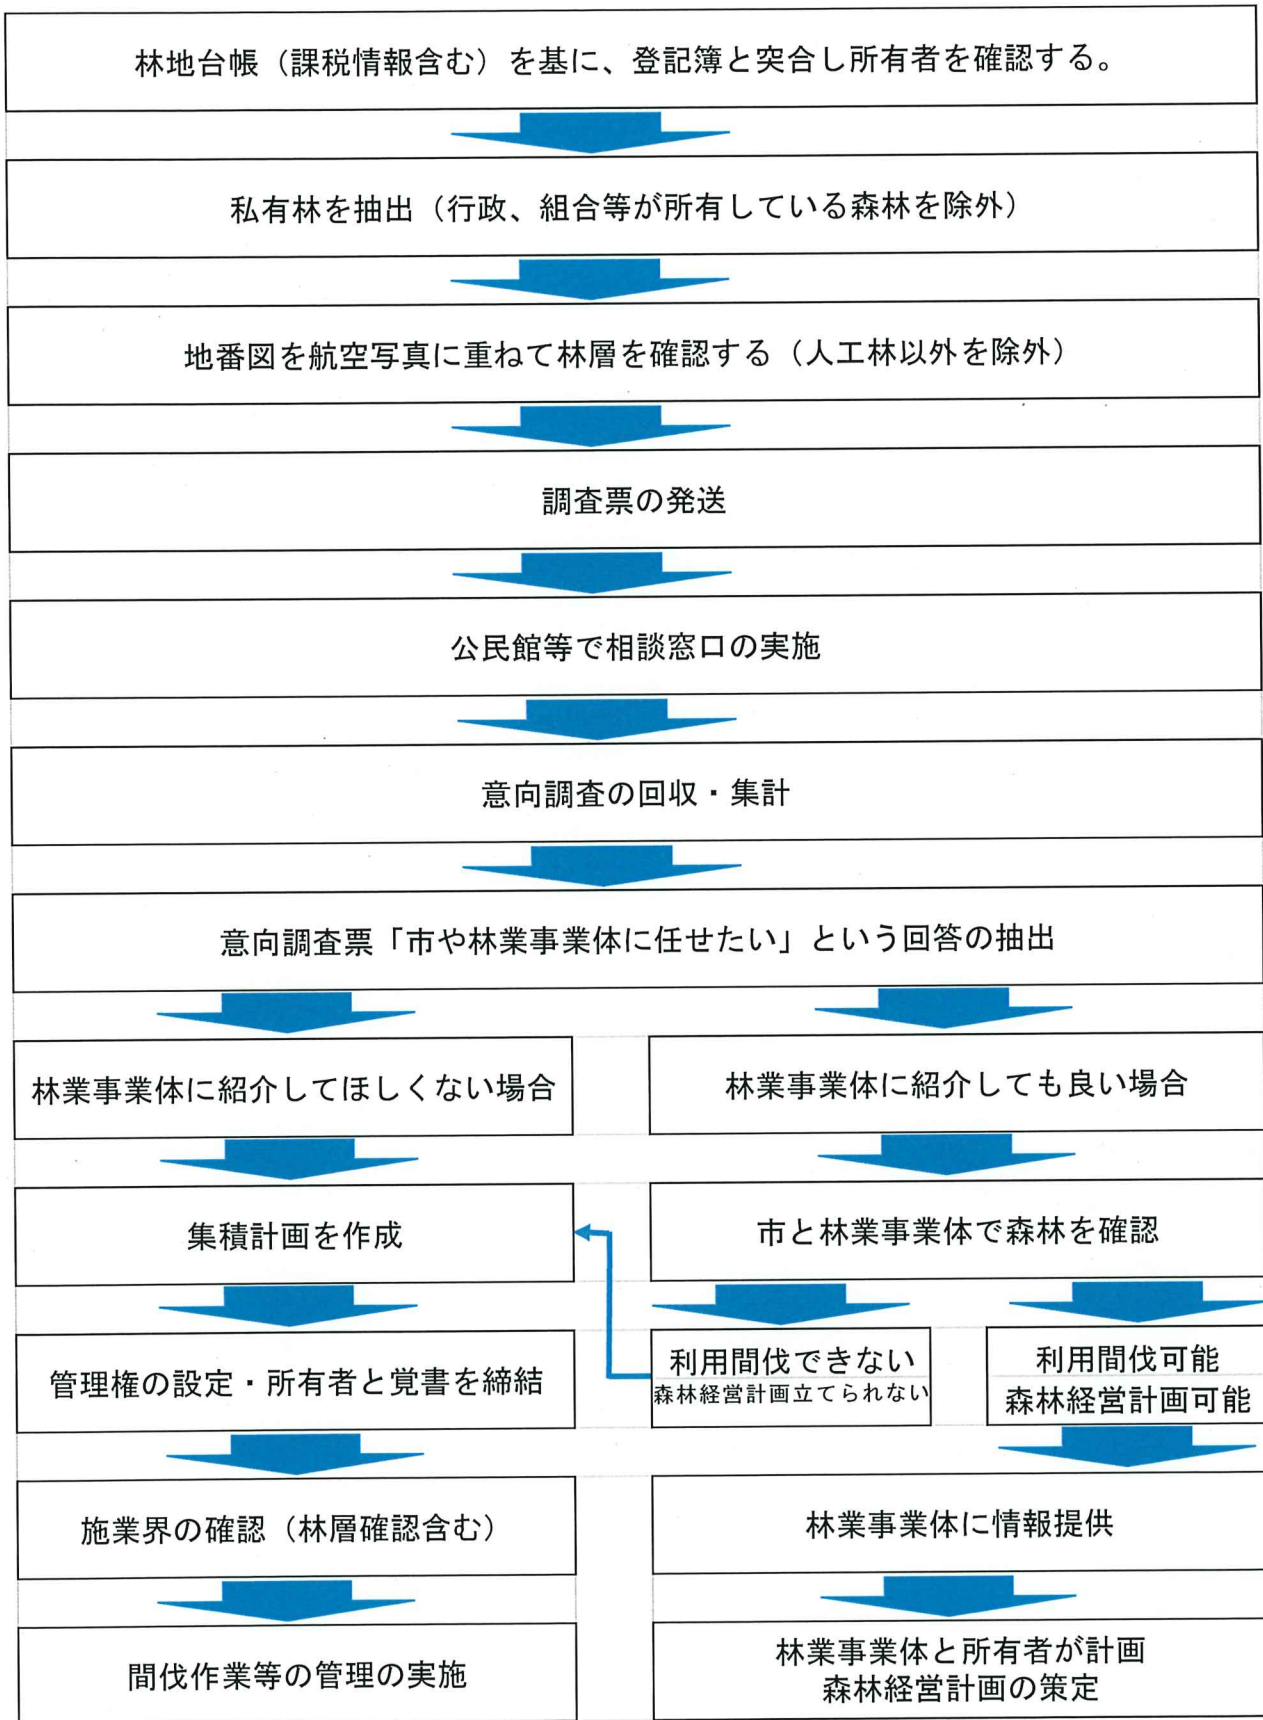 林地台帳（課税情報含む）を基に、登記簿と突合し所有者を確認する。
私有林を抽出（行政、組合等が所有している森林を除外）
地番図を航空写真に重ねて林層を確認する（人工林以外を除外）
調査票の発送
公民館等で相談窓口の実施
意向調査の回収・集計
意向調査票「市や林業事業体に任せたい」という回答の抽出
林業事業体に紹介してほしくない場合
林業事業体に紹介しても良い場合
集積計画を作成
市と林業事業体で森林を確認
管理権の設定・所有者と覚書を締結
利用間伐できない
森林経営計画立てられない
利用間伐可能
森林経営計画可能
施業界の確認（林層確認含む）
林業事業体に情報提供
間伐作業等の管理の実施
林業事業体と所有者が計画
森林経営計画の策定